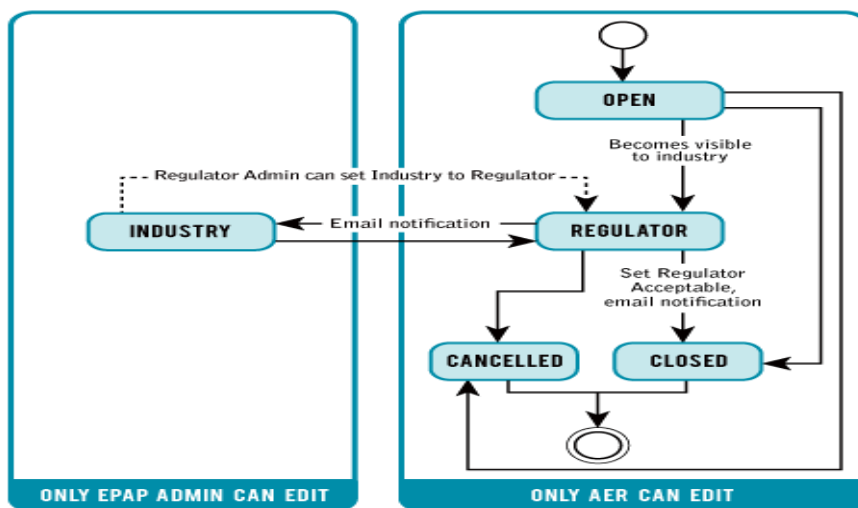 OPEN
Becomes visible
to industry
Regulator Admin can set Industry to Regulator
INDUSTRY
Email notification
REGULATOR
Set Regulator
Acceptable,
email notification
CANCELLED
CLOSED
ONLY EPAP ADMIN CAN EDIT
ONLY AER CAN EDIT